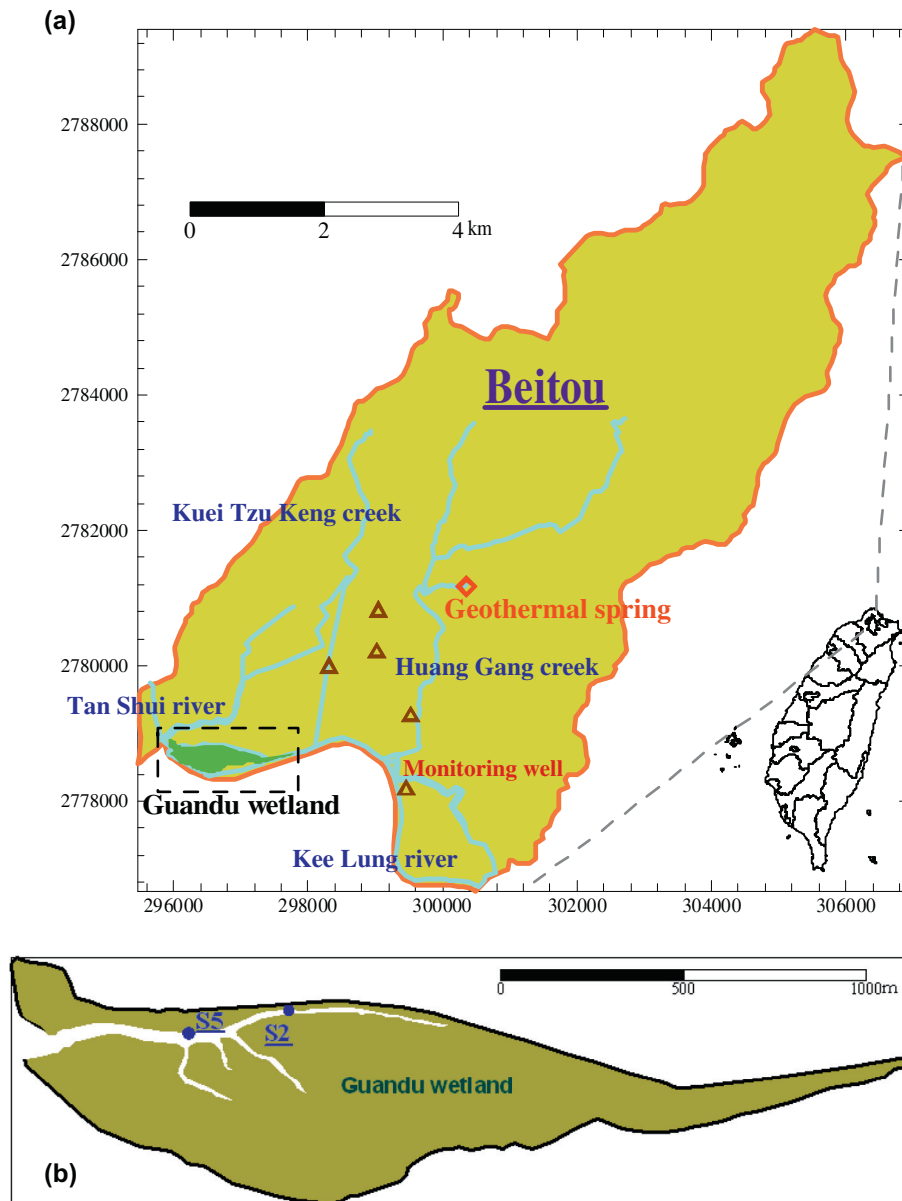 (a)
2788000
2786000
2784000
2782000
2780000
2778000
0
2
4 km
Beitou
Kuei Tzu Keng creek
Geothermal spring
Huang Gang creek
Tan Shui river
Monitoring well
Guandu wetland
Kee Lung river
296000 298000 300000 302000 304000 306000
0 500 1000m
S5
S2
Guandu wetland
(b)